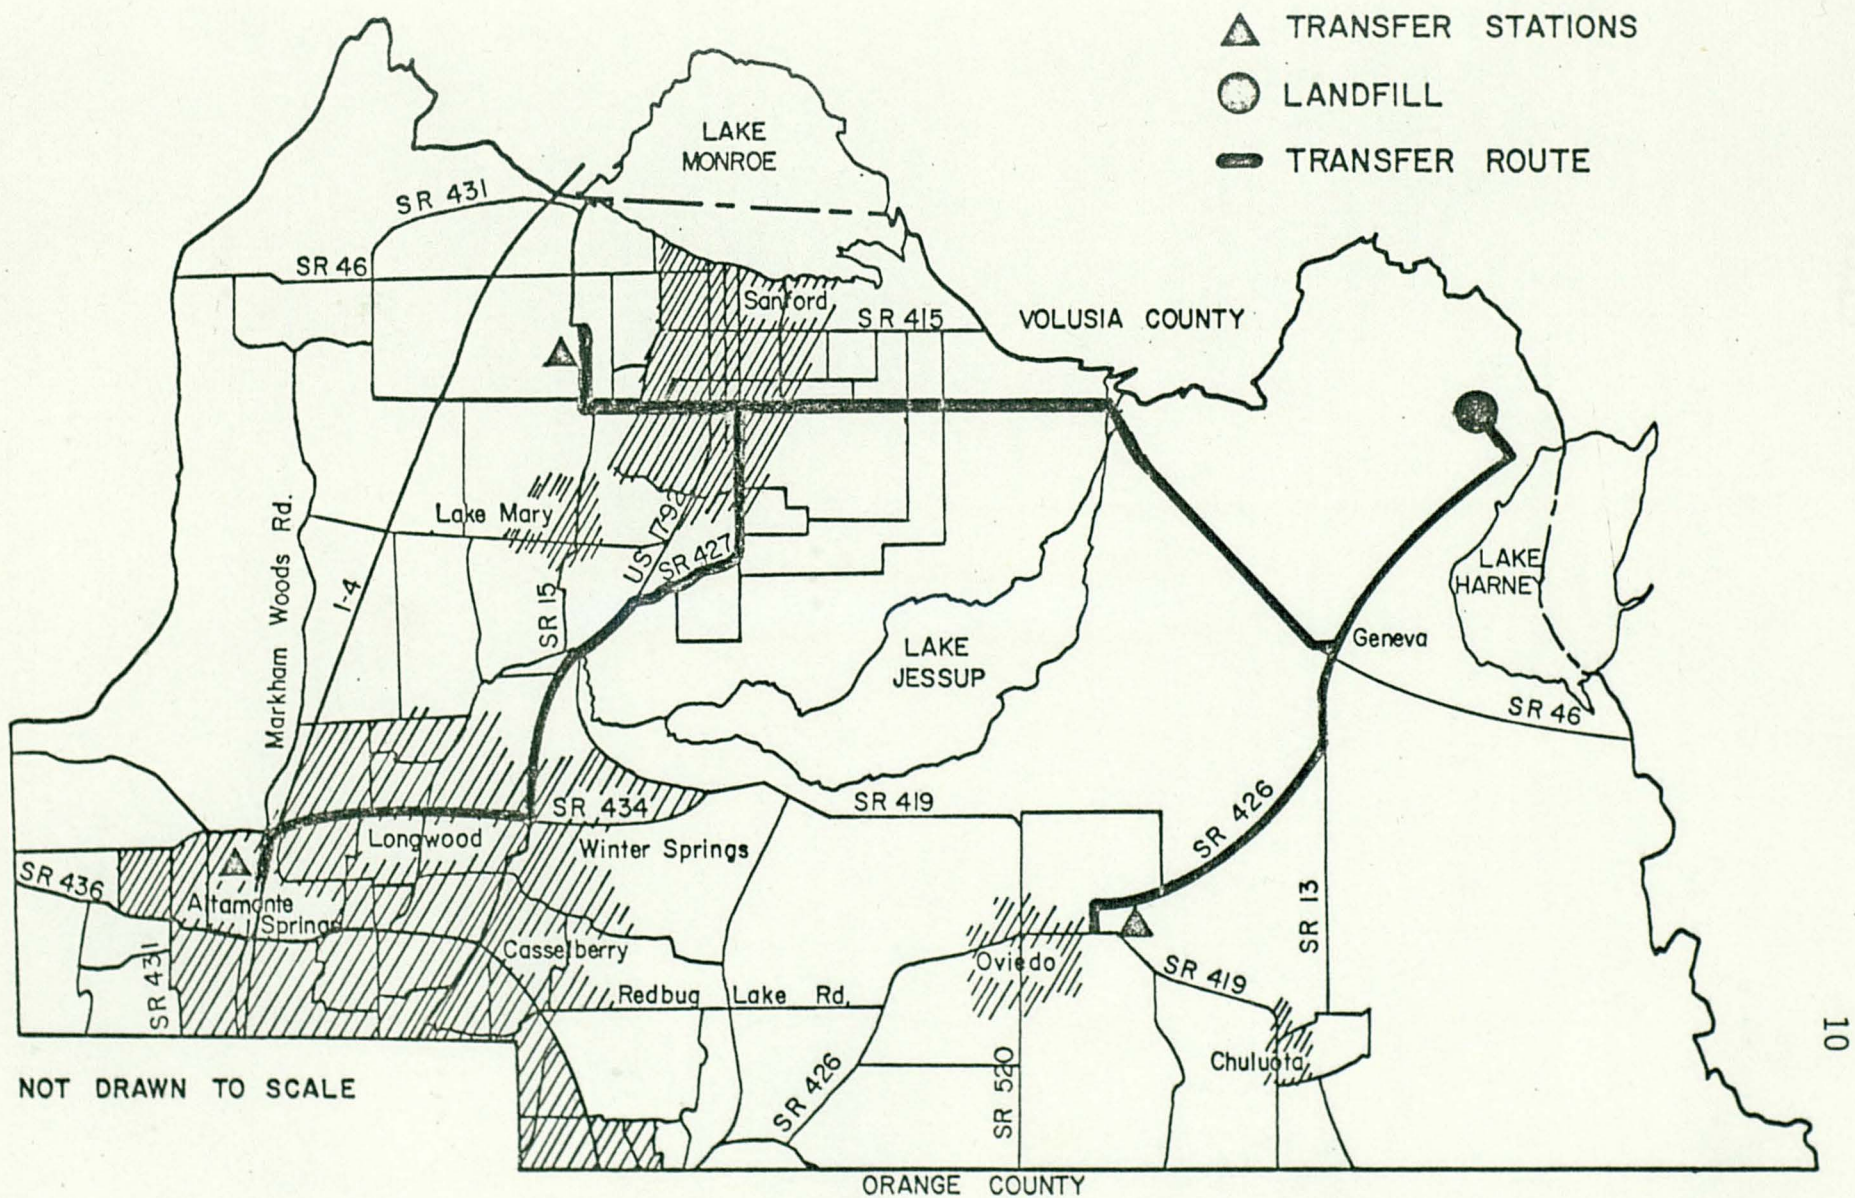 TRANSFER STATIONS
LANDFILL
TRANSFER ROUTE
LAKE
MONROE
SR 431
SR 46
Sanford
SR 415
VOLUSIA COUNTY
Markham Woods Rd.
I-4
Lake Mary
US 17-92
SR 427
SR 15
LAKE
JESSUP
LAKE
HARNEY
Geneva
SR 46
SR 434
SR 419
Longwood
Winter Springs
SR 426
SR 436
Altamonte
Springs
SR 431
Casselberry
Redbug Lake Rd.
Oviedo
SR 419
SR 13
Chuluota
SR 426
SR 520
NOT DRAWN TO SCALE
ORANGE COUNTY
10